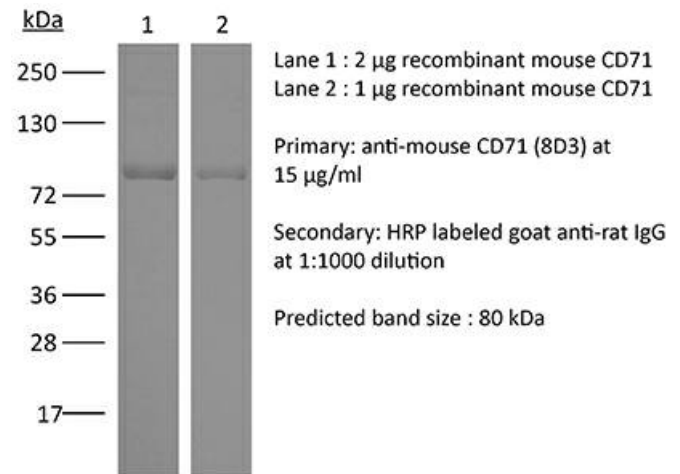 kDa
1 2
250
130
72
55
36
28
17
Lane 1 : 2 µg recombinant mouse CD71
Lane 2 : 1 µg recombinant mouse CD71
Primary: anti-mouse CD71 (8D3) at
15 µg/ml
Secondary: HRP labeled goat anti-rat IgG
at 1:1000 dilution
Predicted band size : 80 kDa